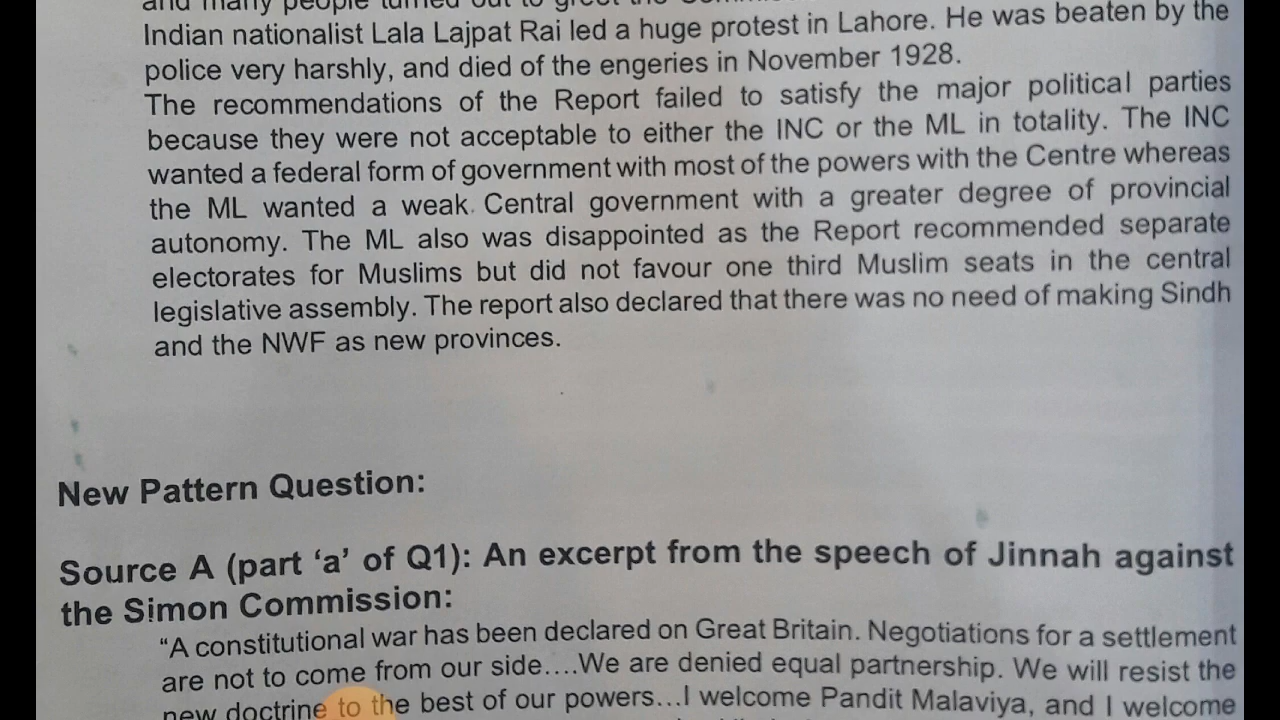 and many people turned out to greet the
Indian nationalist Lala Lajpat Rai led a huge protest in Lahore. He was beaten by the
police very harshly, and died of the engeries in November 1928.
The recommendations of the Report failed to satisfy the major political parties
because they were not acceptable to either the INC or the ML in totality. The INC
wanted a federal form of government with most of the powers with the Centre whereas
the ML wanted a weak Central government with a greater degree of provincial
autonomy. The ML also was disappointed as the Report recommended separate
electorates for Muslims but did not favour one third Muslim seats in the central
legislative assembly. The report also declared that there was no need of making Sindh
and the NWF as new provinces.
New Pattern Question:
Source A (part ‘a’ of Q1): An excerpt from the speech of Jinnah against
the Simon Commission:
“A constitutional war has been declared on Great Britain. Negotiations for a settlement
are not to come from our side....We are denied equal partnership. We will resist the
new doctrine to the best of our powers...I welcome Pandit Malaviya, and I welcome